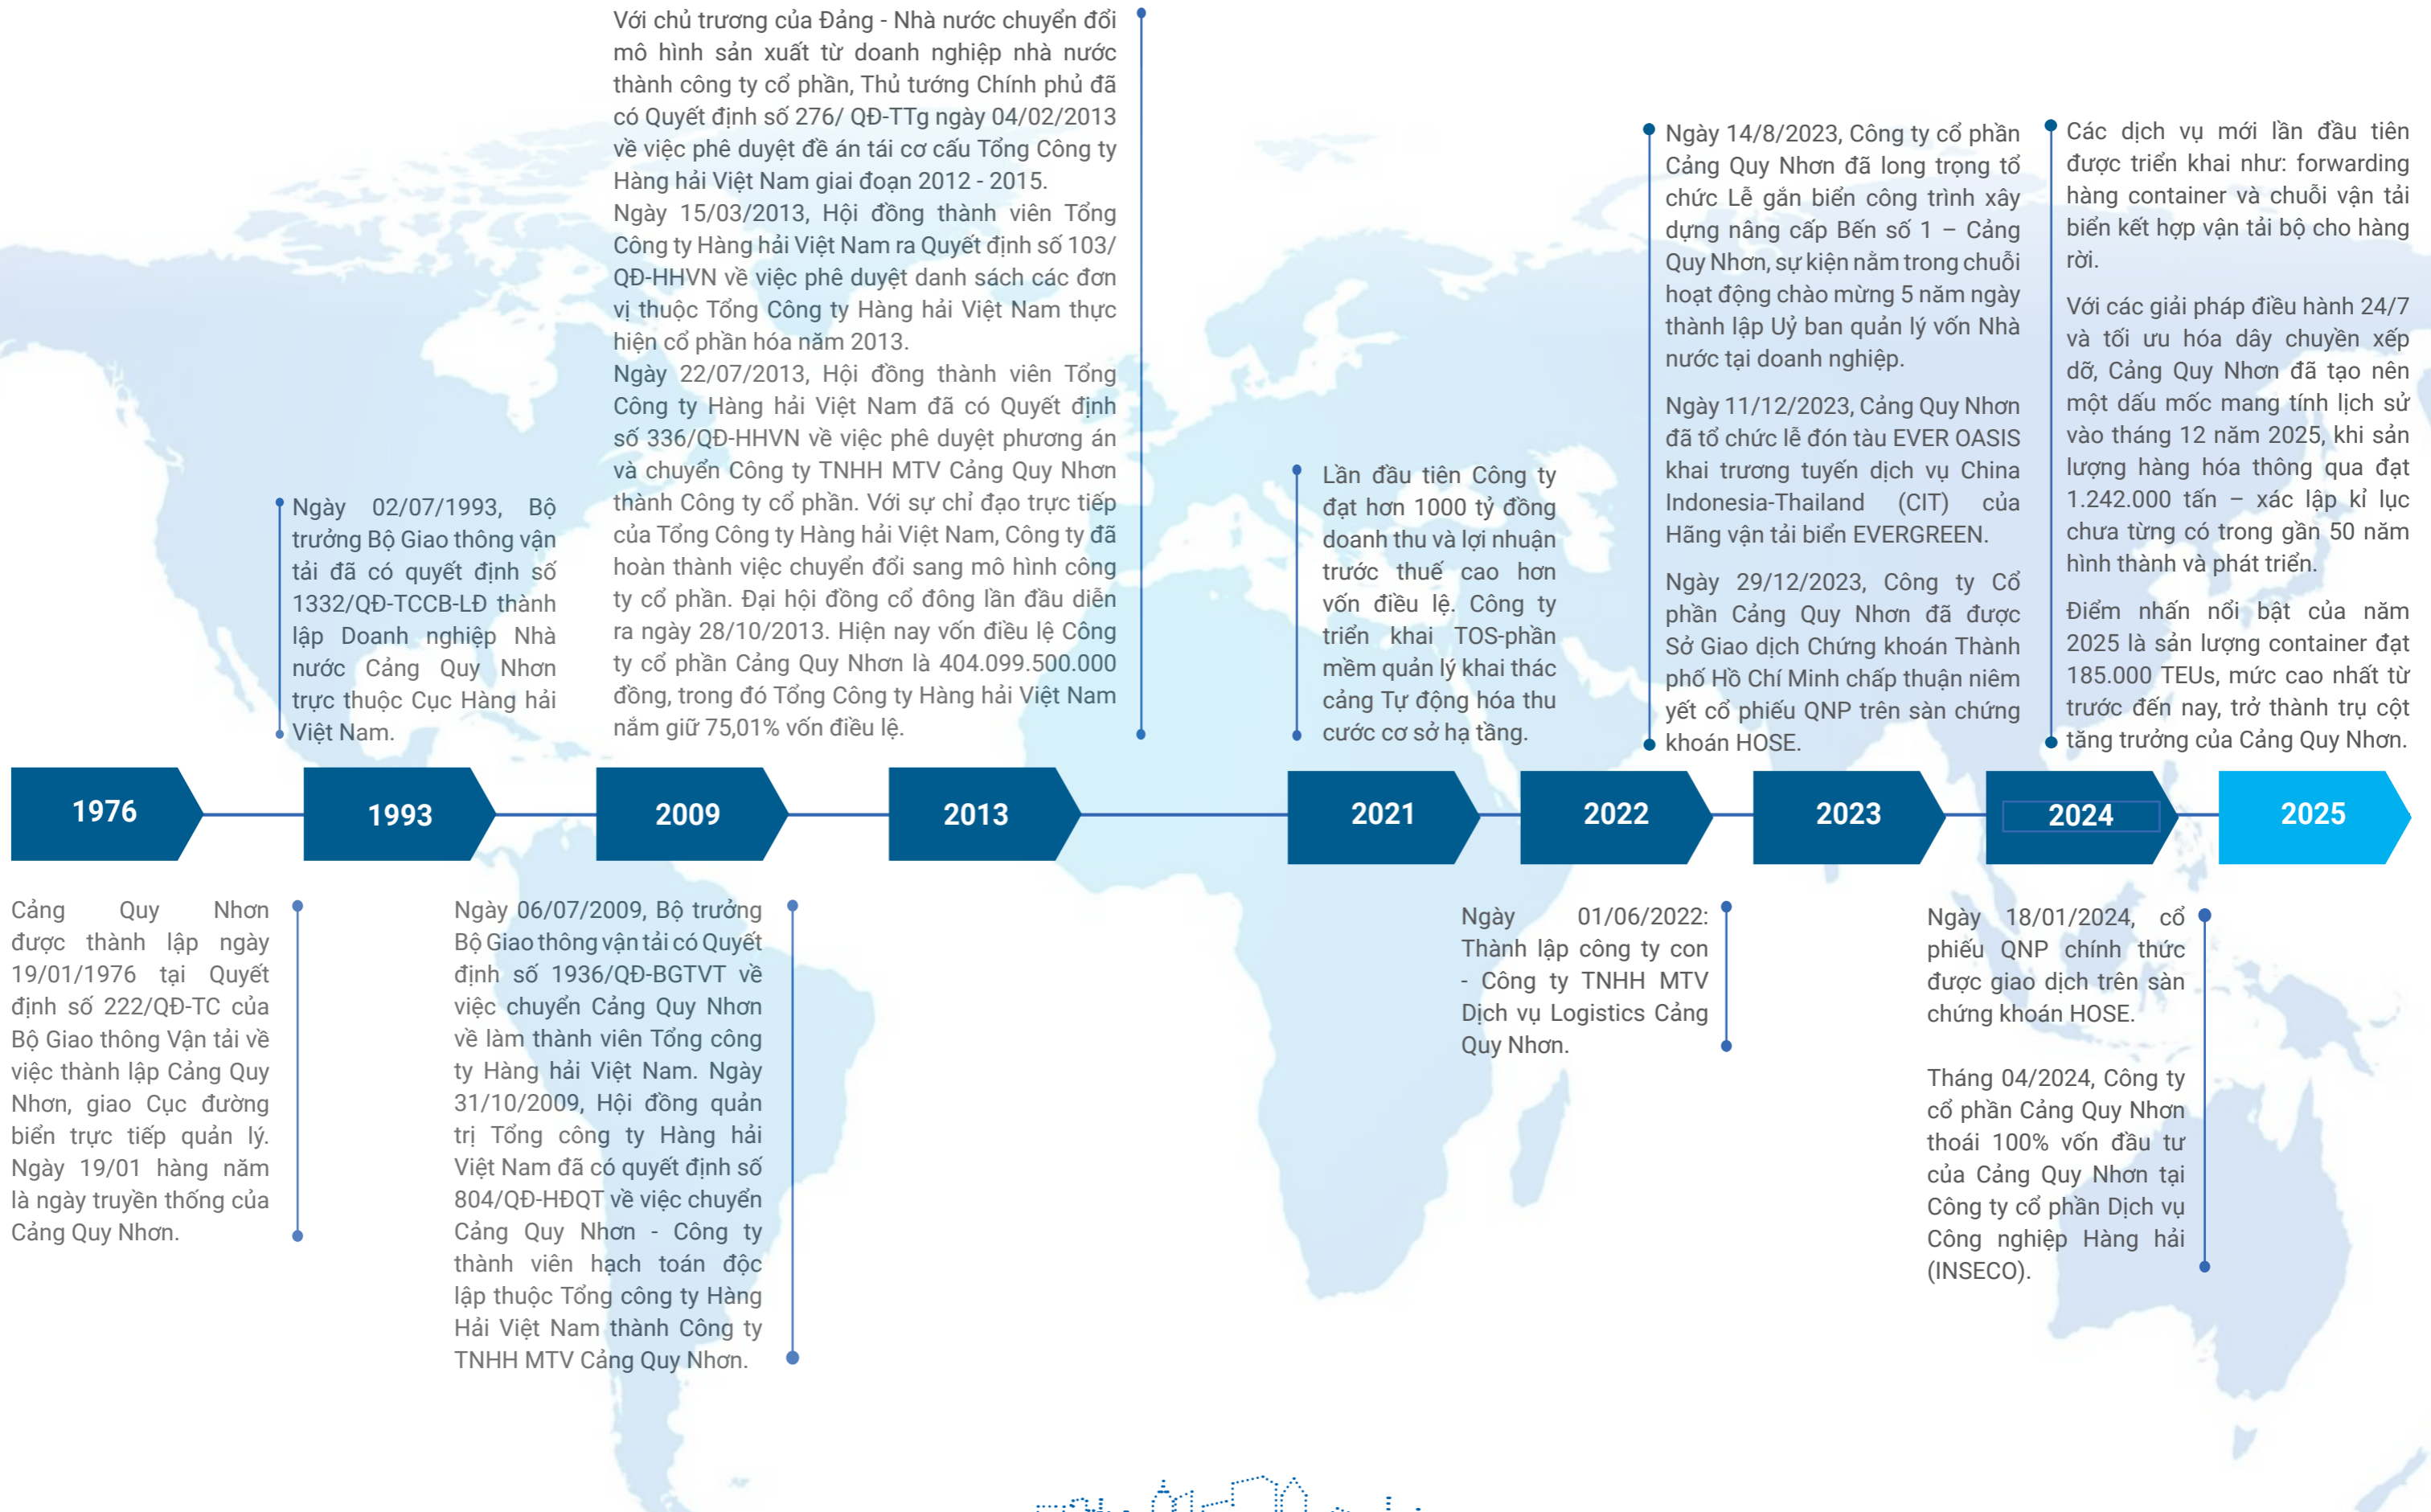 Với chủ trương của Đảng - Nhà nước chuyển đổi
mô hình sản xuất từ doanh nghiệp nhà nước
thành công ty cổ phần, Thủ tướng Chính phủ đã
có Quyết định số 276/ QĐ-TTg ngày 04/02/2013
về việc phê duyệt đề án tái cơ cấu Tổng Công ty
Hàng hải Việt Nam giai đoạn 2012 - 2015.
Ngày 15/03/2013, Hội đồng thành viên Tổng
Công ty Hàng hải Việt Nam ra Quyết định số 103/
QĐ-HHVN về việc phê duyệt danh sách các đơn
vị thuộc Tổng Công ty Hàng hải Việt Nam thực
hiện cổ phần hóa năm 2013.
Ngày 22/07/2013, Hội đồng thành viên Tổng
Công ty Hàng hải Việt Nam đã có Quyết định
số 336/QĐ-HHVN về việc phê duyệt phương án
và chuyển Công ty TNHH MTV Cảng Quy Nhơn
thành Công ty cổ phần. Với sự chỉ đạo trực tiếp
của Tổng Công ty Hàng hải Việt Nam, Công ty đã
hoàn thành việc chuyển đổi sang mô hình công
ty cổ phần. Đại hội đồng cổ đông lần đầu diễn
ra ngày 28/10/2013. Hiện nay vốn điều lệ Công
ty cổ phần Cảng Quy Nhơn là 404.099.500.000
đồng, trong đó Tổng Công ty Hàng hải Việt Nam
nắm giữ 75,01% vốn điều lệ.
Ngày 02/07/1993, Bộ
trưởng Bộ Giao thông vận
tải đã có quyết định số
1332/QĐ-TCCB-LĐ thành
lập Doanh nghiệp Nhà
nước Cảng Quy Nhơn
trực thuộc Cục Hàng hải
Việt Nam.
Lần đầu tiên Công ty
đạt hơn 1000 tỷ đồng
doanh thu và lợi nhuận
trước thuế cao hơn
vốn điều lệ. Công ty
triển khai TOS-phần
mềm quản lý khai thác
cảng Tự động hóa thu
cước cơ sở hạ tầng.
Ngày 14/8/2023, Công ty cổ phần
Cảng Quy Nhơn đã long trọng tổ
chức Lễ gắn biển công trình xây
dựng nâng cấp Bến số 1 – Cảng
Quy Nhơn, sự kiện nằm trong chuỗi
hoạt động chào mừng 5 năm ngày
thành lập Uỷ ban quản lý vốn Nhà
nước tại doanh nghiệp.
Ngày 11/12/2023, Cảng Quy Nhơn
đã tổ chức lễ đón tàu EVER OASIS
khai trương tuyến dịch vụ China
Indonesia-Thailand (CIT) của
Hãng vận tải biển EVERGREEN.
Ngày 29/12/2023, Công ty Cổ
phần Cảng Quy Nhơn đã được
Sở Giao dịch Chứng khoán Thành
phố Hồ Chí Minh chấp thuận niêm
yết cổ phiếu QNP trên sàn chứng
khoán HOSE.
Các dịch vụ mới lần đầu tiên
được triển khai như: forwarding
hàng container và chuỗi vận tải
biển kết hợp vận tải bộ cho hàng
rời.
Với các giải pháp điều hành 24/7
và tối ưu hóa dây chuyền xếp
dỡ, Cảng Quy Nhơn đã tạo nên
một dấu mốc mang tính lịch sử
vào tháng 12 năm 2025, khi sản
lượng hàng hóa thông qua đạt
1.242.000 tấn – xác lập kỉ lục
chưa từng có trong gần 50 năm
hình thành và phát triển.
Điểm nhấn nổi bật của năm
2025 là sản lượng container đạt
185.000 TEUs, mức cao nhất từ
trước đến nay, trở thành trụ cột
tăng trưởng của Cảng Quy Nhơn.
1976
1993
2009
2013
2021
2022
2023
2024
2025
Cảng Quy Nhơn
được thành lập ngày
19/01/1976 tại Quyết
định số 222/QĐ-TC của
Bộ Giao thông Vận tải về
việc thành lập Cảng Quy
Nhơn, giao Cục đường
biển trực tiếp quản lý.
Ngày 19/01 hàng năm
là ngày truyền thống của
Cảng Quy Nhơn.
Ngày 06/07/2009, Bộ trưởng
Bộ Giao thông vận tải có Quyết
định số 1936/QĐ-BGTVT về
việc chuyển Cảng Quy Nhơn
về làm thành viên Tổng công
ty Hàng hải Việt Nam. Ngày
31/10/2009, Hội đồng quản
trị Tổng công ty Hàng hải
Việt Nam đã có quyết định số
804/QĐ-HĐQT về việc chuyển
Cảng Quy Nhơn - Công ty
thành viên hạch toán độc
lập thuộc Tổng công ty Hàng
Hải Việt Nam thành Công ty
TNHH MTV Cảng Quy Nhơn.
Ngày 01/06/2022:
Thành lập công ty con
- Công ty TNHH MTV
Dịch vụ Logistics Cảng
Quy Nhơn.
Ngày 18/01/2024, cổ
phiếu QNP chính thức
được giao dịch trên sàn
chứng khoán HOSE.
Tháng 04/2024, Công ty
cổ phần Cảng Quy Nhơn
thoái 100% vốn đầu tư
của Cảng Quy Nhơn tại
Công ty cổ phần Dịch vụ
Công nghiệp Hàng hải
(INSECO).